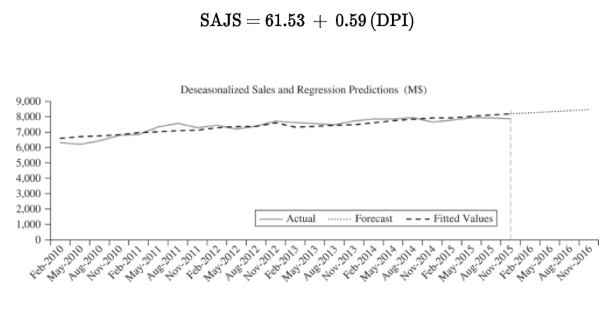 SAJS = 61.53 + 0.59 (DPI)
Deseasonalized Sales and Regression Predictions (M$)
9,000
8,000
7,000
6,000
5,000
4,000
3,000
2,000
1,000
0
Actual Forecast Fitted Values
Feb-2010 May-2010 Aug-2010 Nov-2010 Feb-2011 May-2011 Aug-2011 Nov-2011 Feb-2012 May-2012 Aug-2012 Nov-2012 Feb-2013 May-2013 Aug-2013 Nov-2013 Feb-2014 May-2014 Aug-2014 Nov-2014 Feb-2015 May-2015 Aug-2015 Nov-2015 Feb-2016 May-2016 Aug-2016 Nov-2016